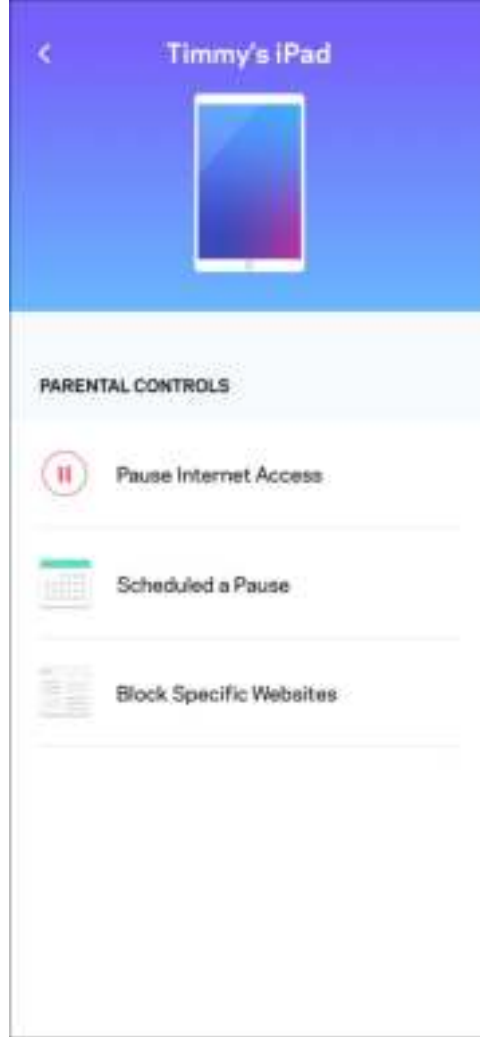 Timmy's iPad
PARENTAL CONTROLS
Pause Internet Access
Scheduled a Pause
Block Specific Websites